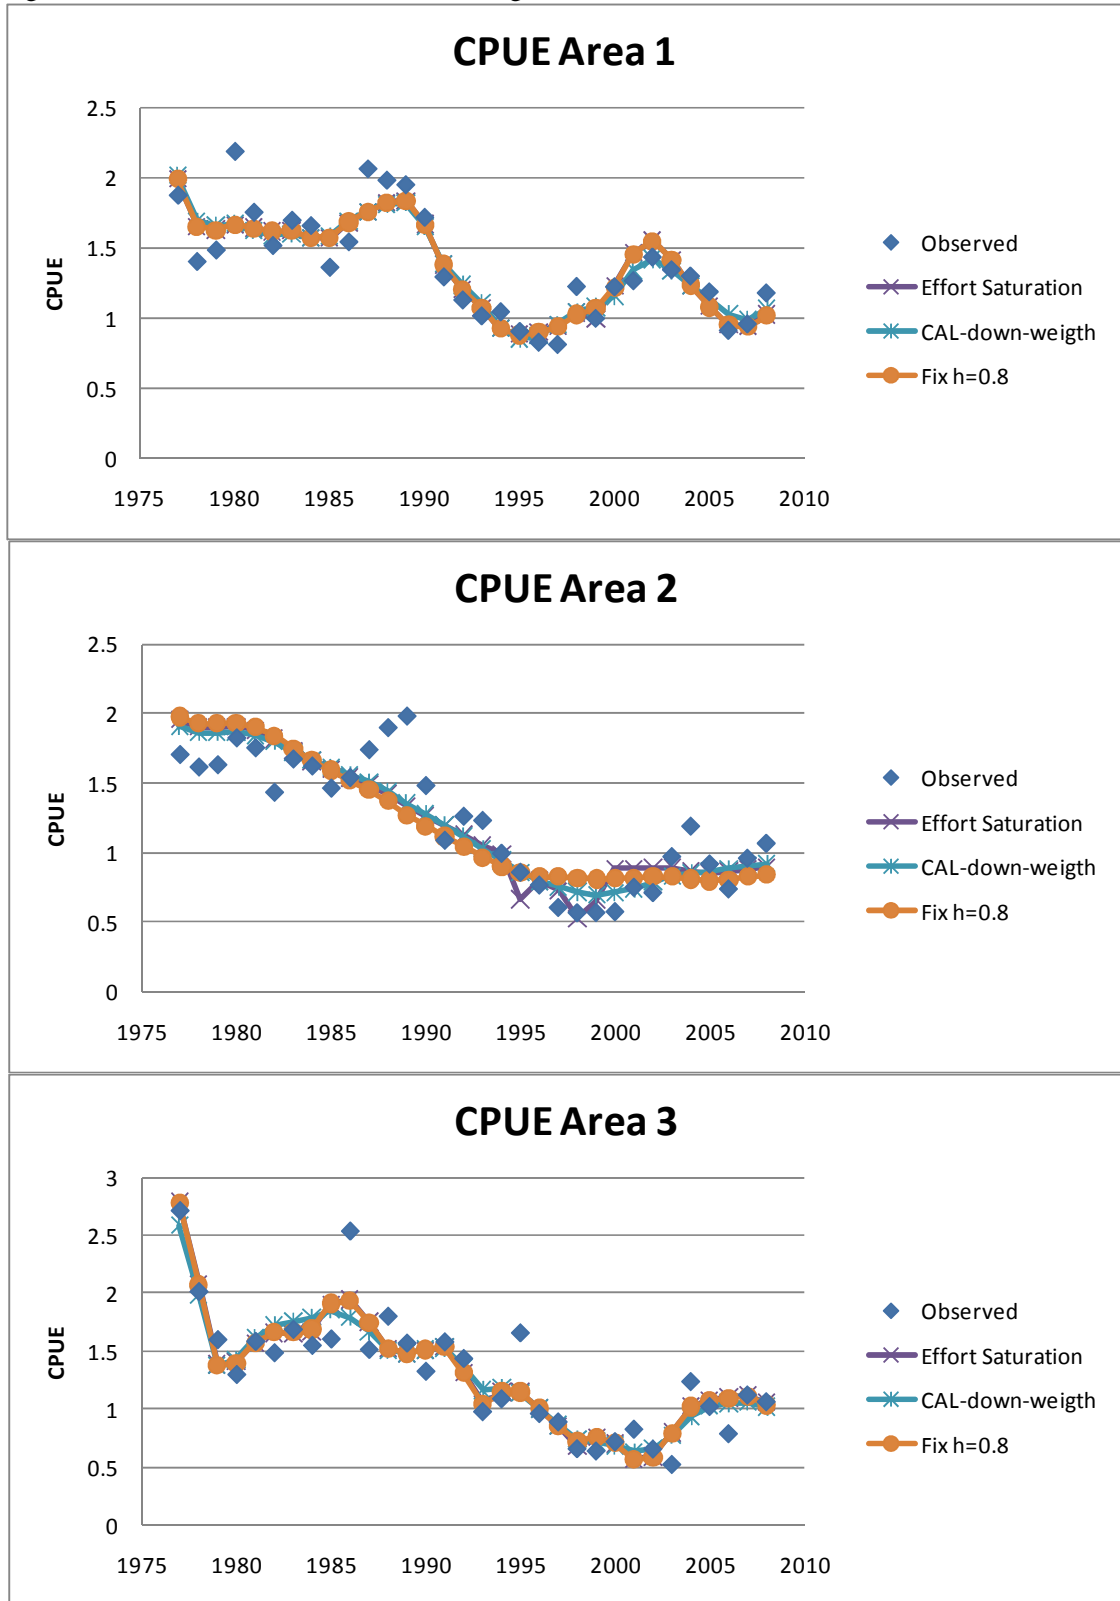 CPUE Area 1
2.5
2
1.5
1
0.5
0
CPUE
1975 1980 1985 1990 1995 2000 2005 2010
Observed
Effort Saturation
CAL-down-weigth
Fix h=0.8
CPUE Area 2
2.5
2
1.5
1
0.5
0
CPUE
1975 1980 1985 1990 1995 2000 2005 2010
Observed
Effort Saturation
CAL-down-weigth
Fix h=0.8
CPUE Area 3
3
2.5
2
1.5
1
0.5
0
CPUE
1975 1980 1985 1990 1995 2000 2005 2010
Observed
Effort Saturation
CAL-down-weigth
Fix h=0.8